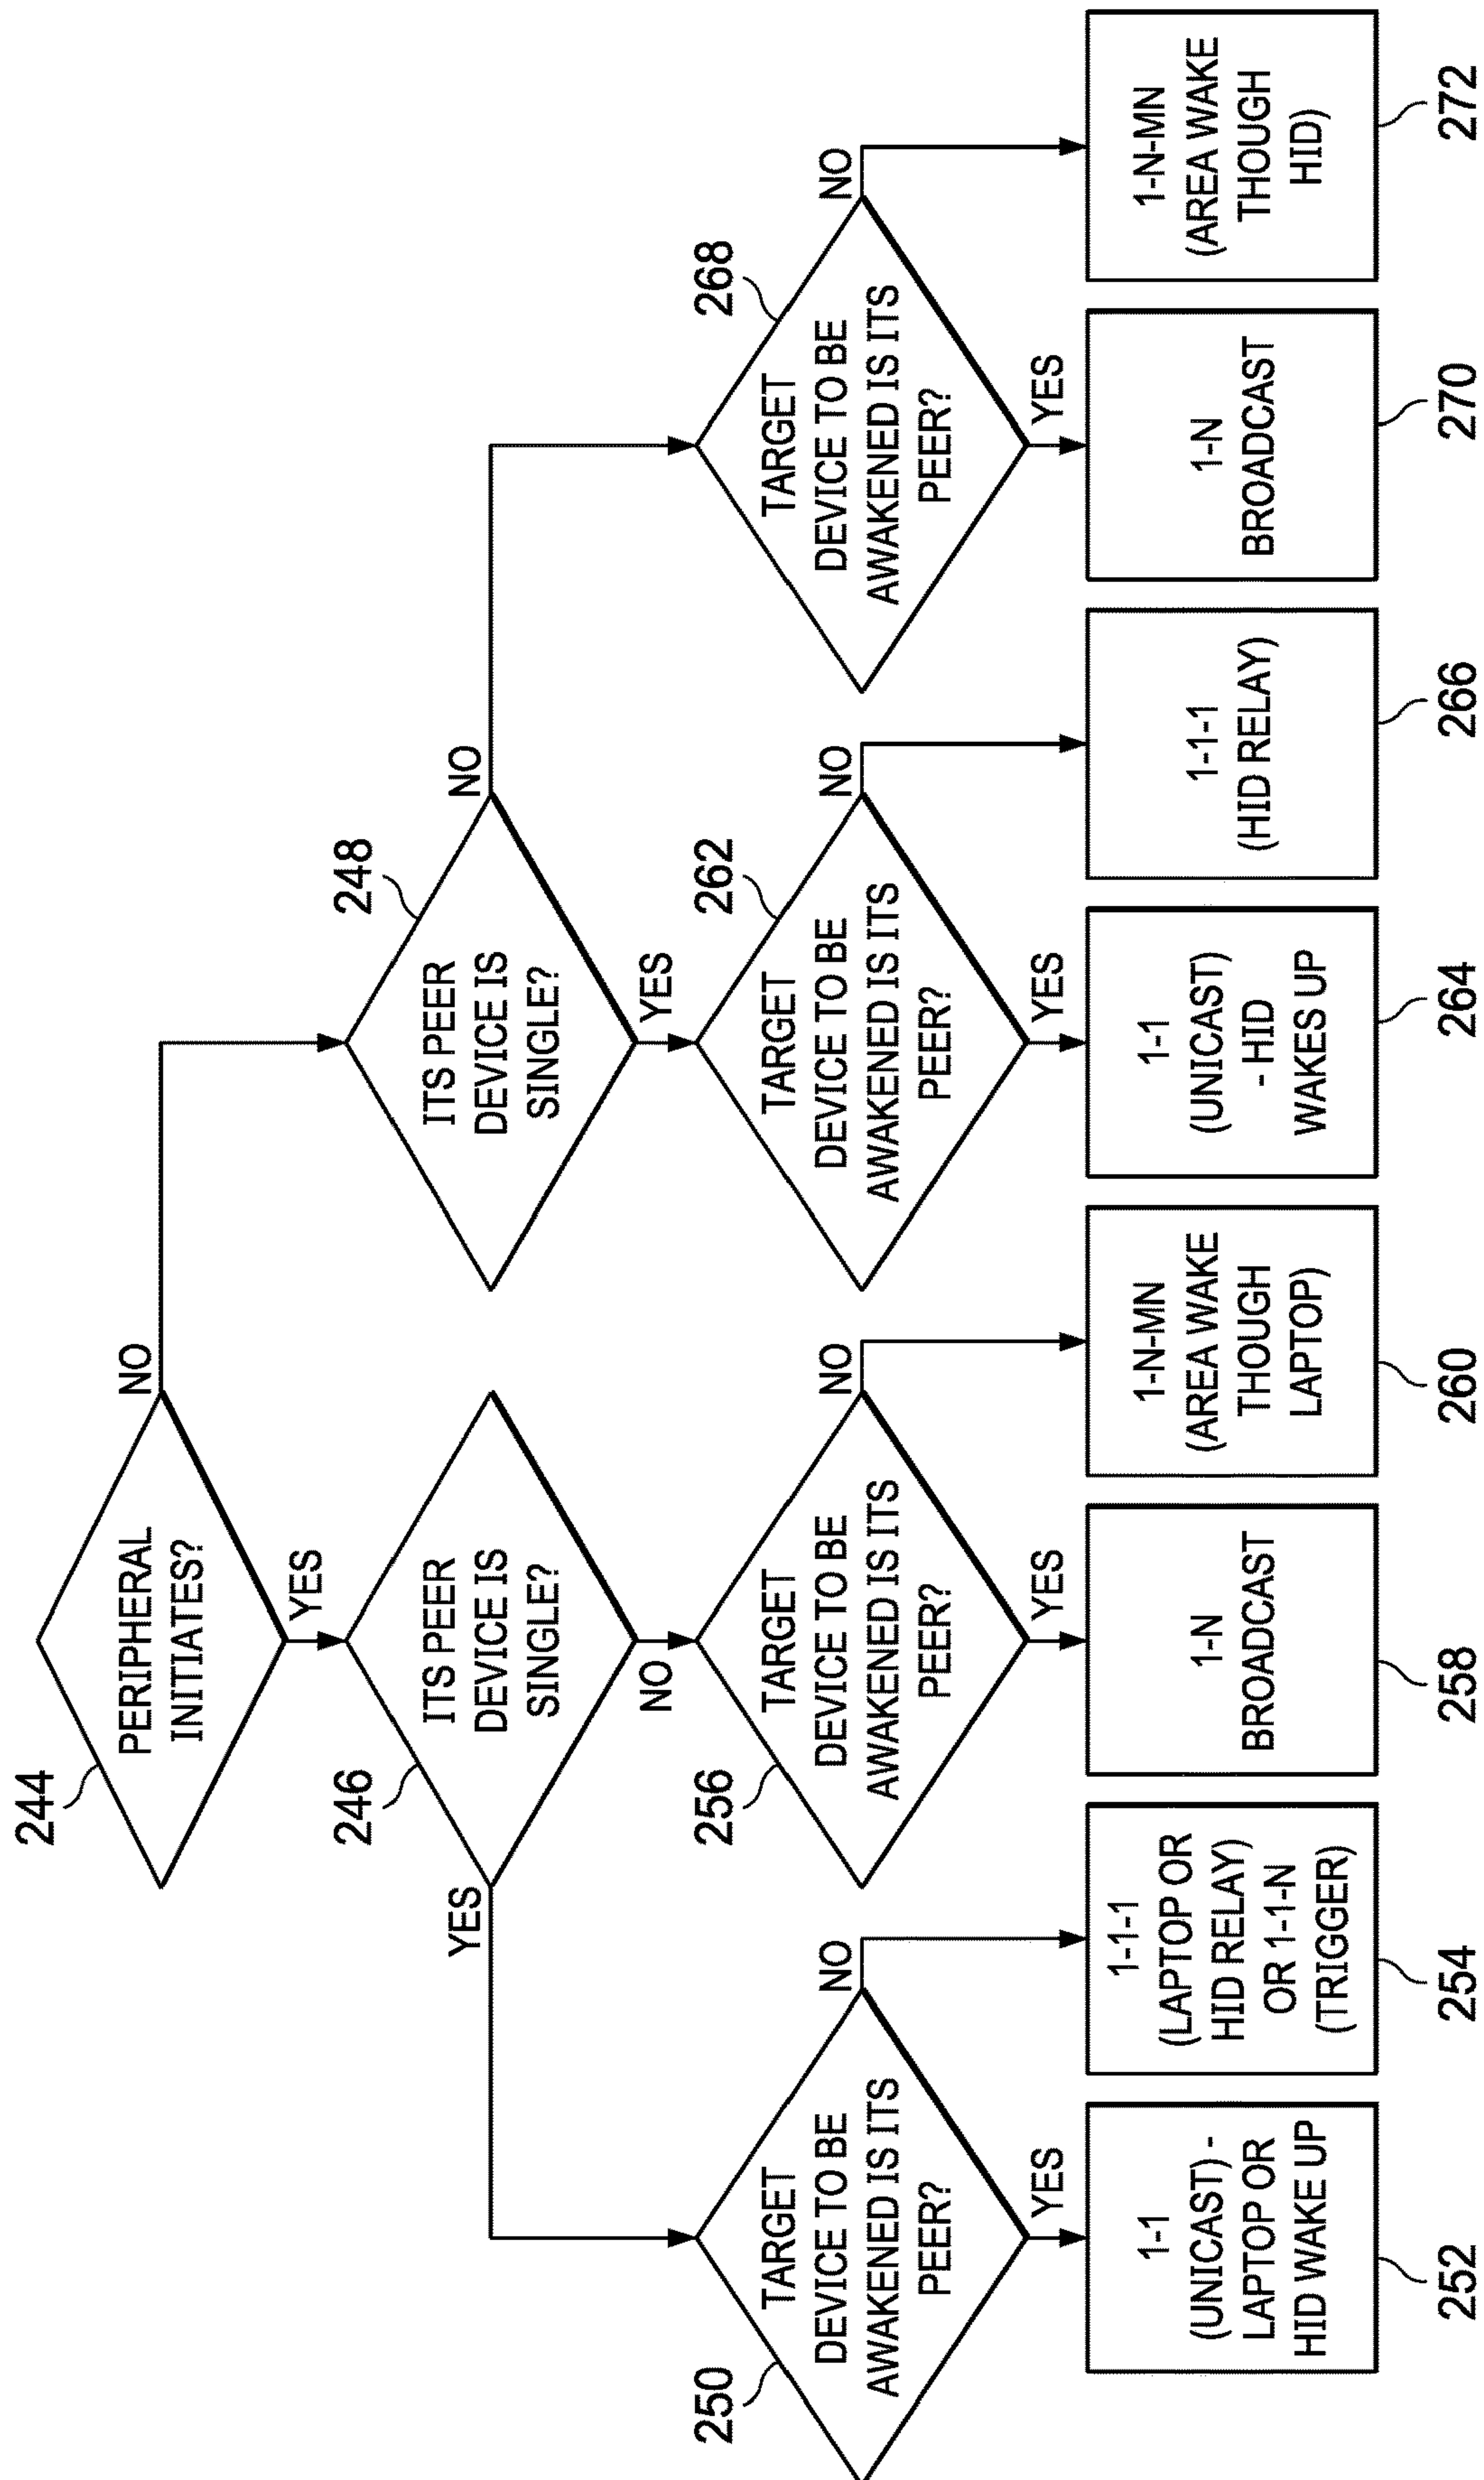 244
PERIPHERAL
INITIATES?
NO
YES
246
ITS PEER
DEVICE IS
SINGLE?
YES
NO
248
ITS PEER
DEVICE IS
SINGLE?
NO
YES
250
TARGET
DEVICE TO BE
AWAKENED IS ITS
PEER?
NO
YES
256
TARGET
DEVICE TO BE
AWAKENED IS ITS
PEER?
NO
YES
262
TARGET
DEVICE TO BE
AWAKENED IS ITS
PEER?
NO
YES
268
TARGET
DEVICE TO BE
AWAKENED IS ITS
PEER?
NO
YES
1-1
(UNICAST) -
LAPTOP OR
HID WAKE UP
252
1-1-1
(LAPTOP OR
HID RELAY)
OR 1-1-N
(TRIGGER)
254
1-N
BROADCAST
258
1-N-MN
(AREA WAKE
THOUGH
LAPTOP)
260
1-1
(UNICAST)
- HID
WAKES UP
264
1-1-1
(HID RELAY)
266
1-N
BROADCAST
270
1-N-MN
(AREA WAKE
THOUGH
HID)
272